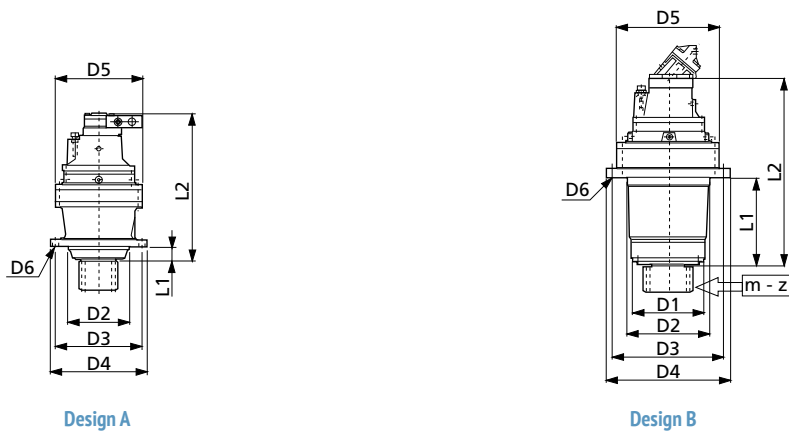 D5
L2
D6
L1
D2
D3
D4
Design A
D5
L2
D6
L1
m - z
D1
D2
D3
D4
Design B